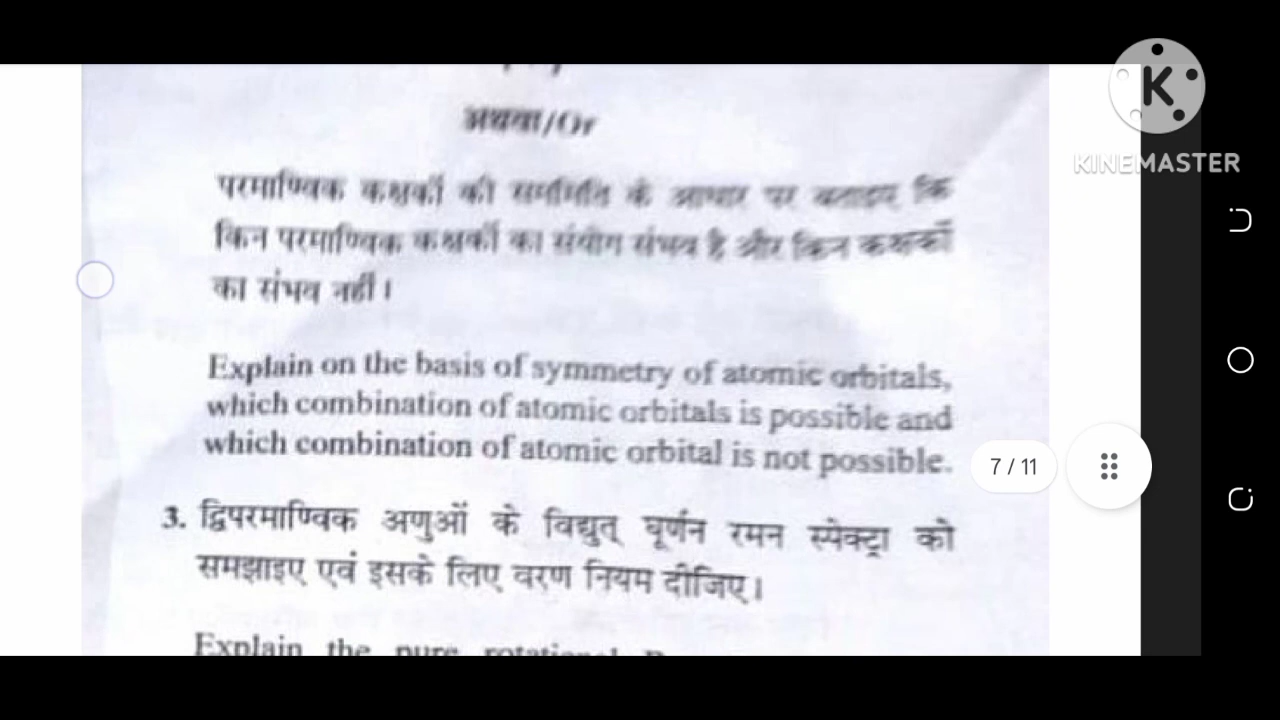 अथवा/Or
परमाण्विक कक्षकों की सममिति के आधार पर बताइए कि
किन परमाण्विक कक्षकों का संयोग संभव है और किन कक्षकों
का संभव नहीं।
Explain on the basis of symmetry of atomic orbitals,
which combination of atomic orbitals is possible and
which combination of atomic orbital is not possible.
3. द्विपरमाण्विक अणुओं के विद्युत् घूर्णन रमन स्पेक्ट्रा को
समझाइए एवं इसके लिए वरण नियम दीजिए।
Explain the pure rotational
K
KINEMASTER
7 / 11